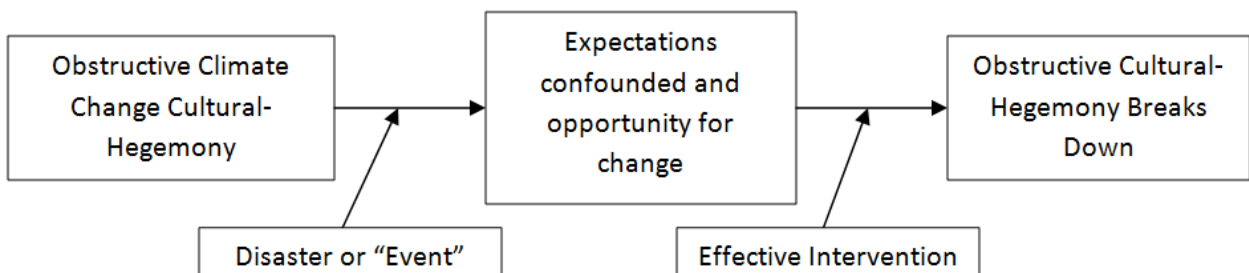 Obstructive Climate
Change Cultural-
Hegemony
Expectations
confounded and
opportunity for
change
Obstructive Cultural-
Hegemony Breaks
Down
Disaster or “Event”
Effective Intervention